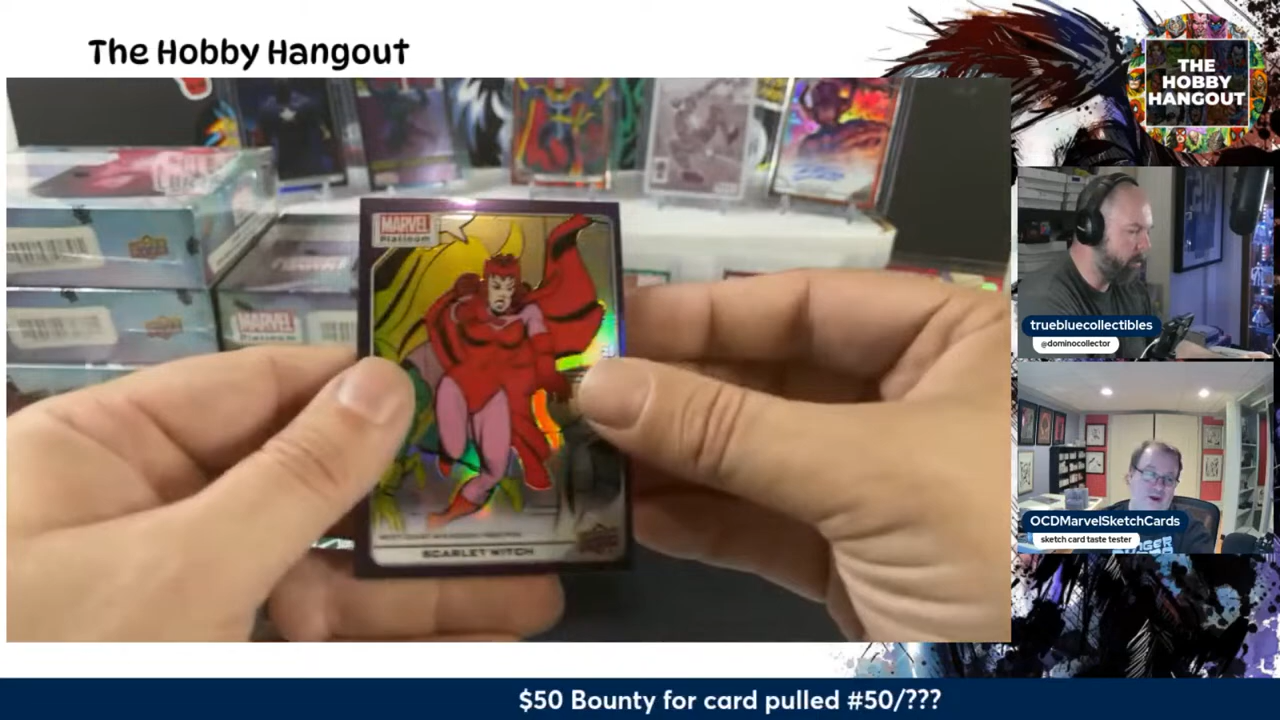 The Hobby Hangout
THE
HOBBY
HANGOUT
MARVEL
Platinum
MARVEL
Platinum
SCARLET WITCH
truebluecollectibles
@dominocollector
OCDMarvelSketchCards
sketch card taste tester
$50 Bounty for card pulled #50/???